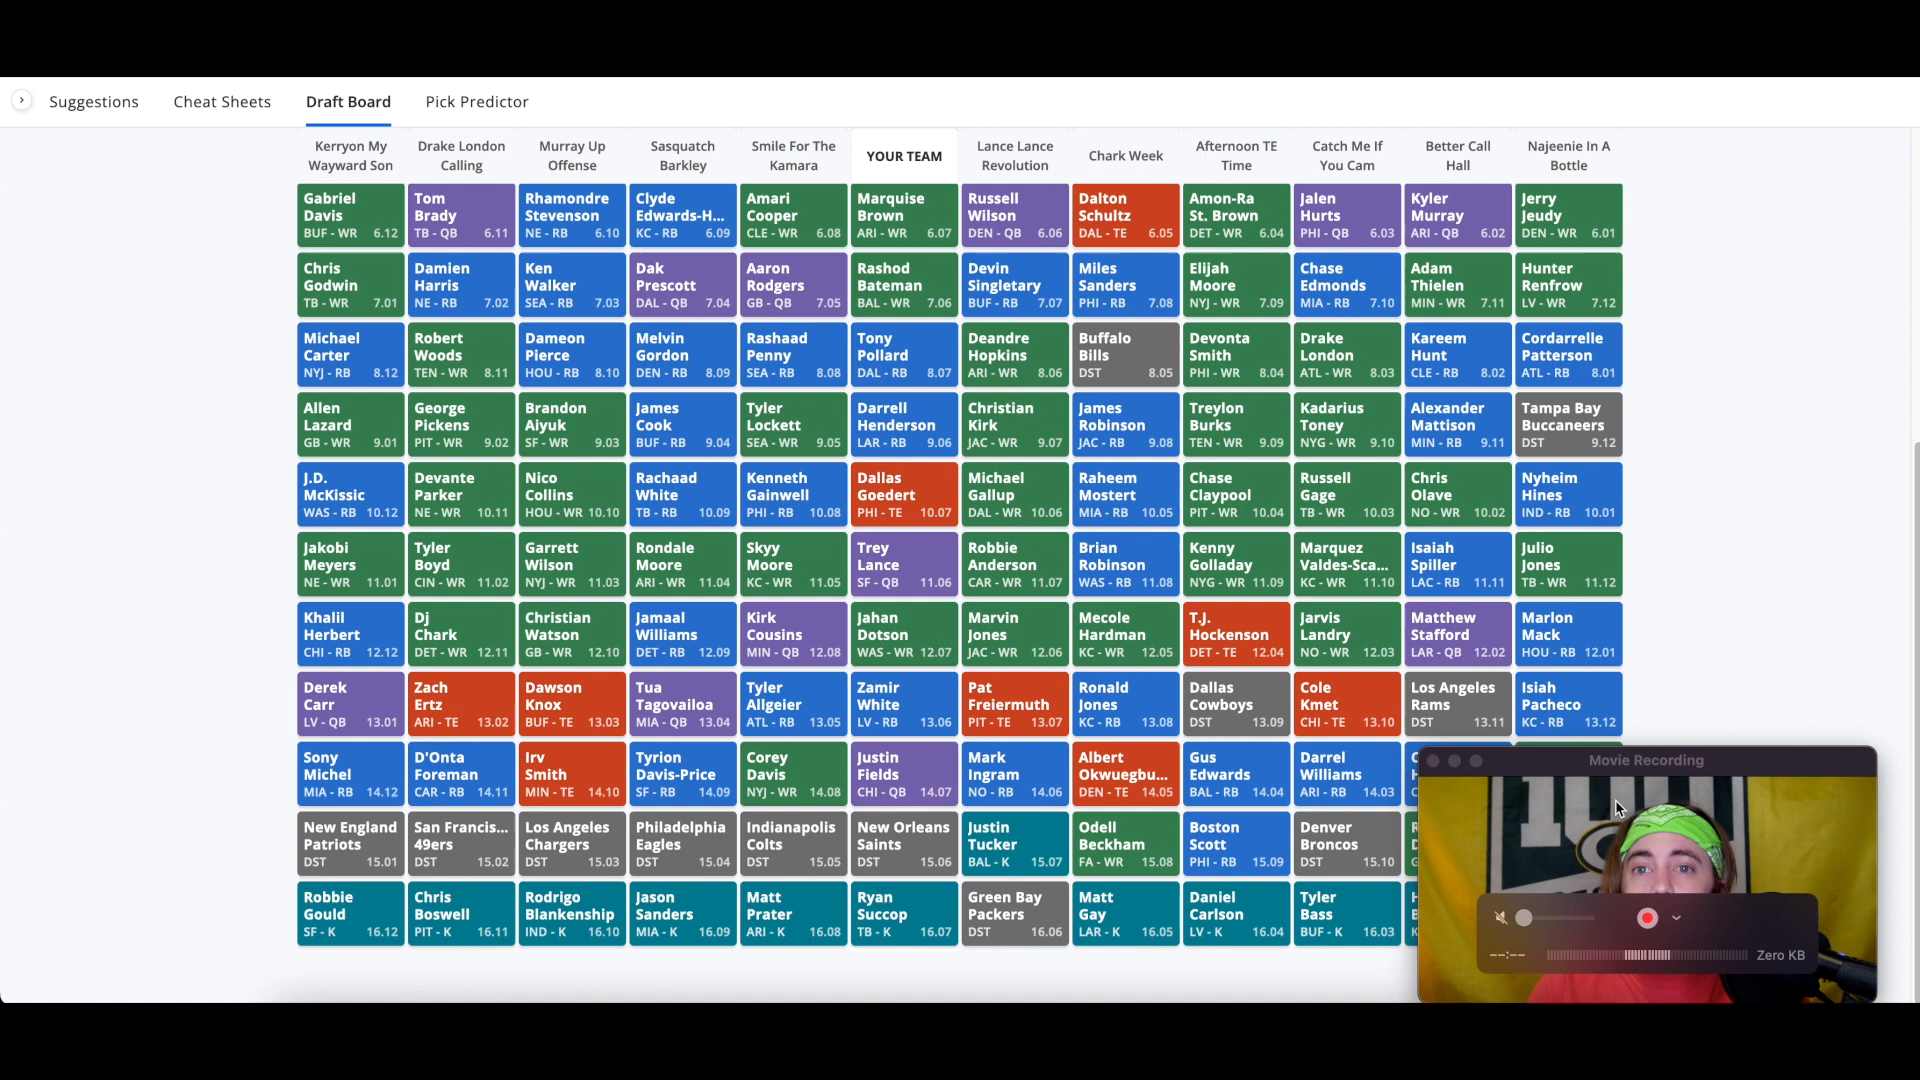 Suggestions Cheat Sheets Draft Board Pick Predictor
Kerryon My Drake London Murray Up Sasquatch Smile For The YOUR TEAM Lance Lance Chark Week Afternoon TE Catch Me If Better Call Najeenie In A
Wayward Son Calling Offense Barkley Kamara Revolution Time You Cam Hall Bottle
Gabriel Tom Rhamondre Clyde Amari Marquise Russell Dalton Amon-Ra Jalen Kyler Jerry
Davis Brady Stevenson Edwards-H... Cooper Brown Wilson Schultz St. Brown Hurts Murray Jeudy
BUF - WR 6.12 TB - QB 6.11 NE - RB 6.10 KC - RB 6.09 CLE - WR 6.08 ARI - WR 6.07 DEN - QB 6.06 DAL - TE 6.05 DET - WR 6.04 PHI - QB 6.03 ARI - QB 6.02 DEN - WR 6.01
Chris Damien Ken Dak Aaron Rashod Devin Miles Elijah Chase Adam Hunter
Godwin Harris Walker Prescott Rodgers Bateman Singletary Sanders Moore Edmonds Thielen Renfrow
TB - WR 7.01 NE - RB 7.02 SEA - RB 7.03 DAL - QB 7.04 GB - QB 7.05 BAL - WR 7.06 BUF - RB 7.07 PHI - RB 7.08 NYJ - WR 7.09 MIA - RB 7.10 MIN - WR 7.11 LV - WR 7.12
Michael Robert Dameon Melvin Rashaad Tony Deandre Buffalo Devonta Drake Kareem Cordarrelle
Carter Woods Pierce Gordon Penny Pollard Hopkins Bills Smith London Hunt Patterson
NYJ - RB 8.12 TEN - WR 8.11 HOU - RB 8.10 DEN - RB 8.09 SEA - RB 8.08 DAL - RB 8.07 ARI - WR 8.06 DST 8.05 PHI - WR 8.04 ATL - WR 8.03 CLE - RB 8.02 ATL - RB 8.01
Allen George Brandon James Tyler Darrell Christian James Treylon Kadarius Alexander Tampa Bay
Lazard Pickens Aiyuk Cook Lockett Henderson Kirk Robinson Burks Toney Mattison Buccaneers
GB - WR 9.01 PIT - WR 9.02 SF - WR 9.03 BUF - RB 9.04 SEA - WR 9.05 LAR - RB 9.06 JAC - WR 9.07 JAC - RB 9.08 TEN - WR 9.09 NYG - WR 9.10 MIN - RB 9.11 DST 9.12
J.D. Devante Nico Rachaad Kenneth Dallas Michael Raheem Chase Russell Chris Nyheim
McKissic Parker Collins White Gainwell Goedert Gallup Mostert Claypool Gage Olave Hines
WAS - RB 10.12 NE - WR 10.11 HOU - WR 10.10 TB - RB 10.09 PHI - RB 10.08 PHI - TE 10.07 DAL - WR 10.06 MIA - RB 10.05 PIT - WR 10.04 TB - WR 10.03 NO - WR 10.02 IND - RB 10.01
Jakobi Tyler Garrett Rondale Skyy Trey Robbie Brian Kenny Marquez Isaiah Julio
Meyers Boyd Wilson Moore Moore Lance Anderson Robinson Golladay Valdes-Sca... Spiller Jones
NE - WR 11.01 CIN - WR 11.02 NYJ - WR 11.03 ARI - WR 11.04 KC - WR 11.05 SF - QB 11.06 CAR - WR 11.07 WAS - RB 11.08 NYG - WR 11.09 KC - WR 11.10 LAC - RB 11.11 TB - WR 11.12
Khalil Dj Christian Jamaal Kirk Jahan Marvin Mecole T.J. Jarvis Matthew Marlon
Herbert Chark Watson Williams Cousins Dotson Jones Hardman Hockenson Landry Stafford Mack
CHI - RB 12.12 DET - WR 12.11 GB - WR 12.10 DET - RB 12.09 MIN - QB 12.08 WAS - WR 12.07 JAC - WR 12.06 KC - WR 12.05 DET - TE 12.04 NO - WR 12.03 LAR - QB 12.02 HOU - RB 12.01
Derek Zach Dawson Tua Tyler Zamir Pat Ronald Dallas Cole Los Angeles Isiah
Carr Ertz Knox Tagovailoa Allgeier White Freiermuth Jones Cowboys Kmet Rams Pacheco
LV - QB 13.01 ARI - TE 13.02 BUF - TE 13.03 MIA - QB 13.04 ATL - RB 13.05 LV - RB 13.06 PIT - TE 13.07 KC - RB 13.08 DST 13.09 CHI - TE 13.10 DST 13.11 KC - RB 13.12
Sony D'Onta Irv Tyrion Corey Justin Mark Albert Gus Darrel
Michel Foreman Smith Davis-Price Davis Fields Ingram Okwuegbu... Edwards Williams
MIA - RB 14.12 CAR - RB 14.11 MIN - TE 14.10 SF - RB 14.09 NYJ - WR 14.08 CHI - QB 14.07 NO - RB 14.06 DEN - TE 14.05 BAL - RB 14.04 ARI - RB 14.03
Movie Recording
New England San Francis... Los Angeles Philadelphia Indianapolis New Orleans Justin Odell Boston Denver
Patriots 49ers Chargers Eagles Colts Saints Tucker Beckham Scott Broncos
DST 15.01 DST 15.02 DST 15.03 DST 15.04 DST 15.05 DST 15.06 BAL - K 15.07 FA - WR 15.08 PHI - RB 15.09 DST 15.10
Robbie Chris Rodrigo Jason Matt Ryan Green Bay Matt Daniel Tyler
Gould Boswell Blankenship Sanders Prater Succop Packers Gay Carlson Bass
SF - K 16.12 PIT - K 16.11 IND - K 16.10 MIA - K 16.09 ARI - K 16.08 TB - K 16.07 DST 16.06 LAR - K 16.05 LV - K 16.04 BUF - K 16.03
--:-- Zero KB